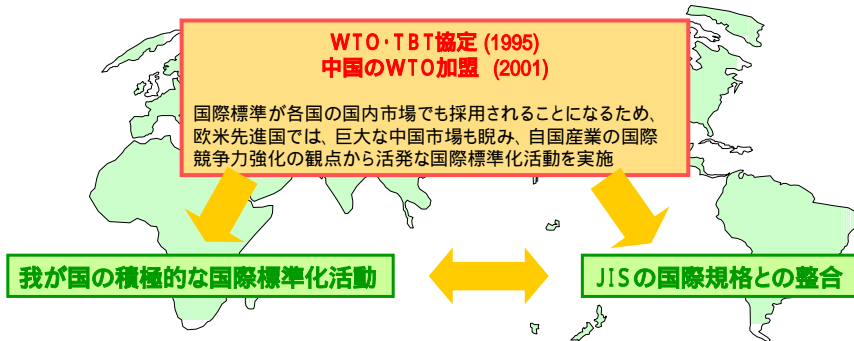 WTO・TBT協定 (1995)
中国のWTO加盟 (2001)
国際標準が各国の国内市場でも採用されることになるため、
欧米先進国では、巨大な中国市場も睨み、自国産業の国際
競争力強化の観点から活発な国際標準化活動を実施
我が国の積極的な国際標準化活動
JISの国際規格との整合